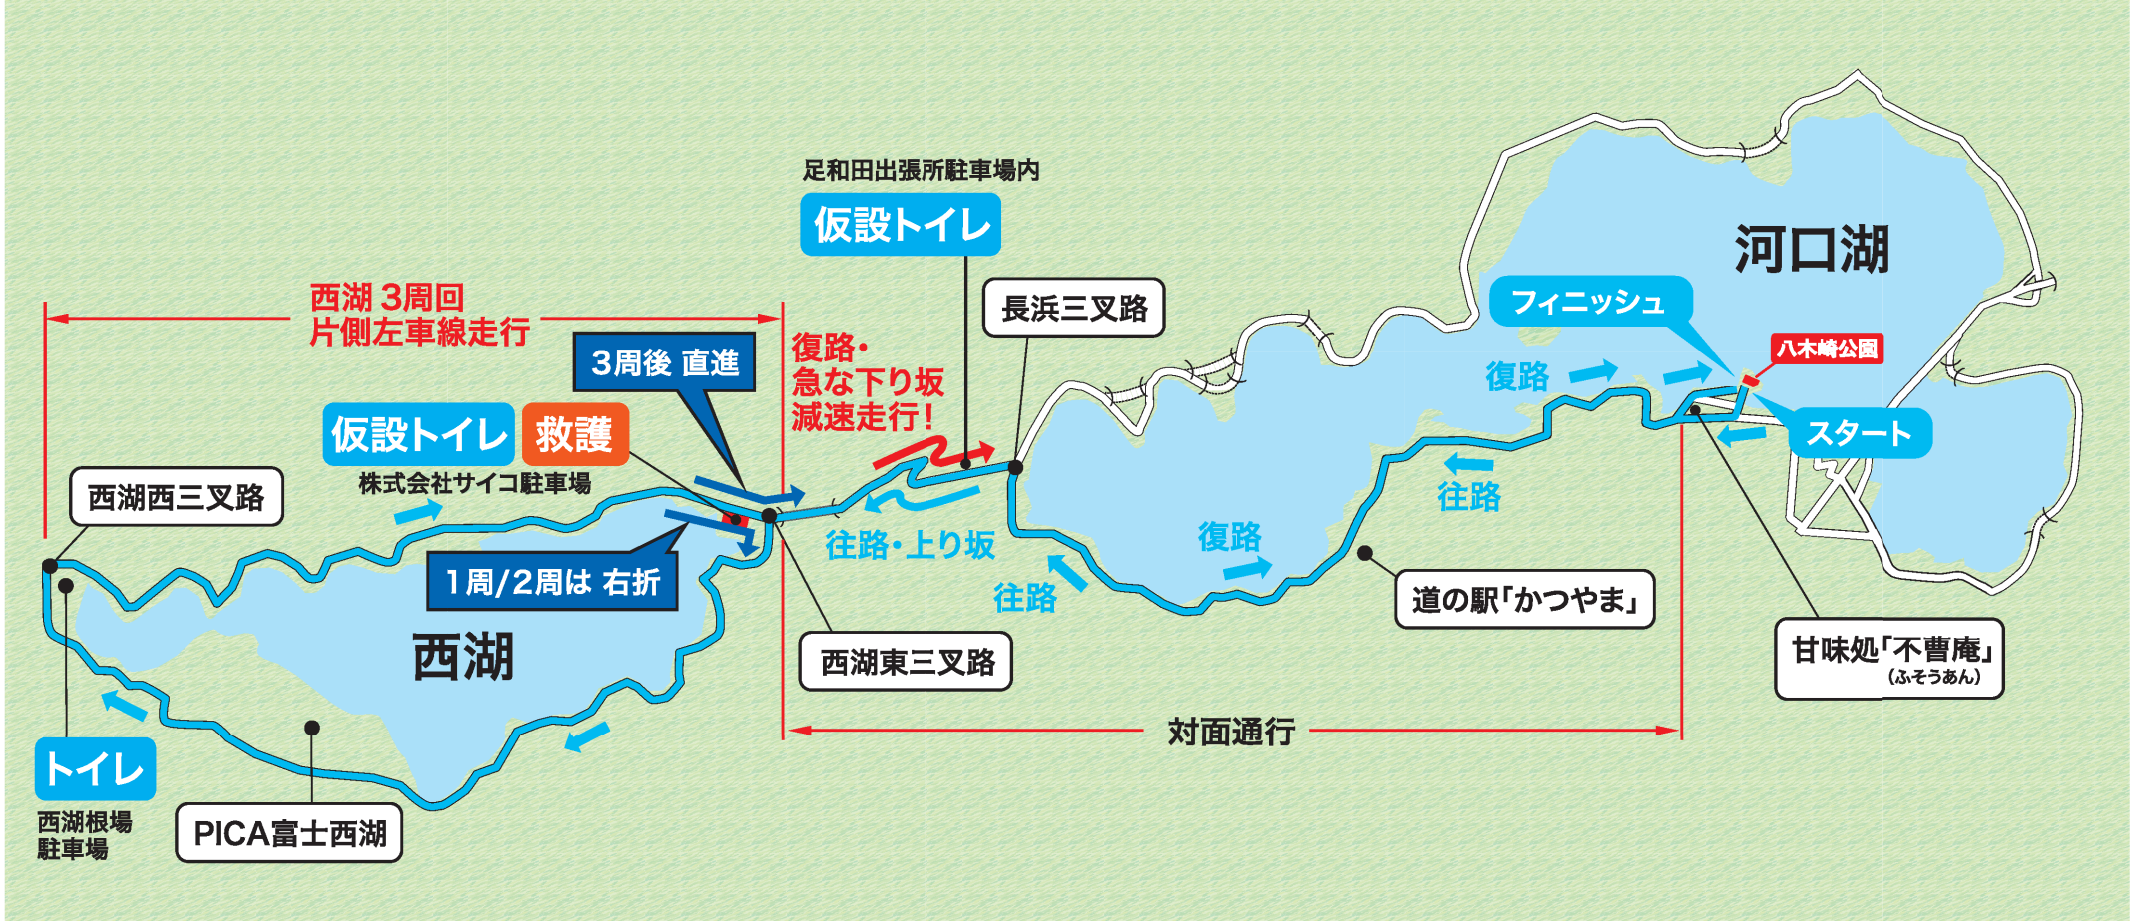 足和田出張所駐車場内
仮設トイレ
河口湖
西湖 3周回
片側左車線走行
長浜三叉路
フィニッシュ
3周後 直進
復路・
急な下り坂
減速走行！
八木崎公園
復路
仮設トイレ
救護
株式会社サイコ駐車場
スタート
西湖西三叉路
往路
往路・上り坂
復路
往路
1周/2周は 右折
道の駅「かつやま」
西湖
西湖東三叉路
甘味処「不曹庵」
（ふそうあん）
対面通行
トイレ
西湖根場
駐車場
PICA富士西湖